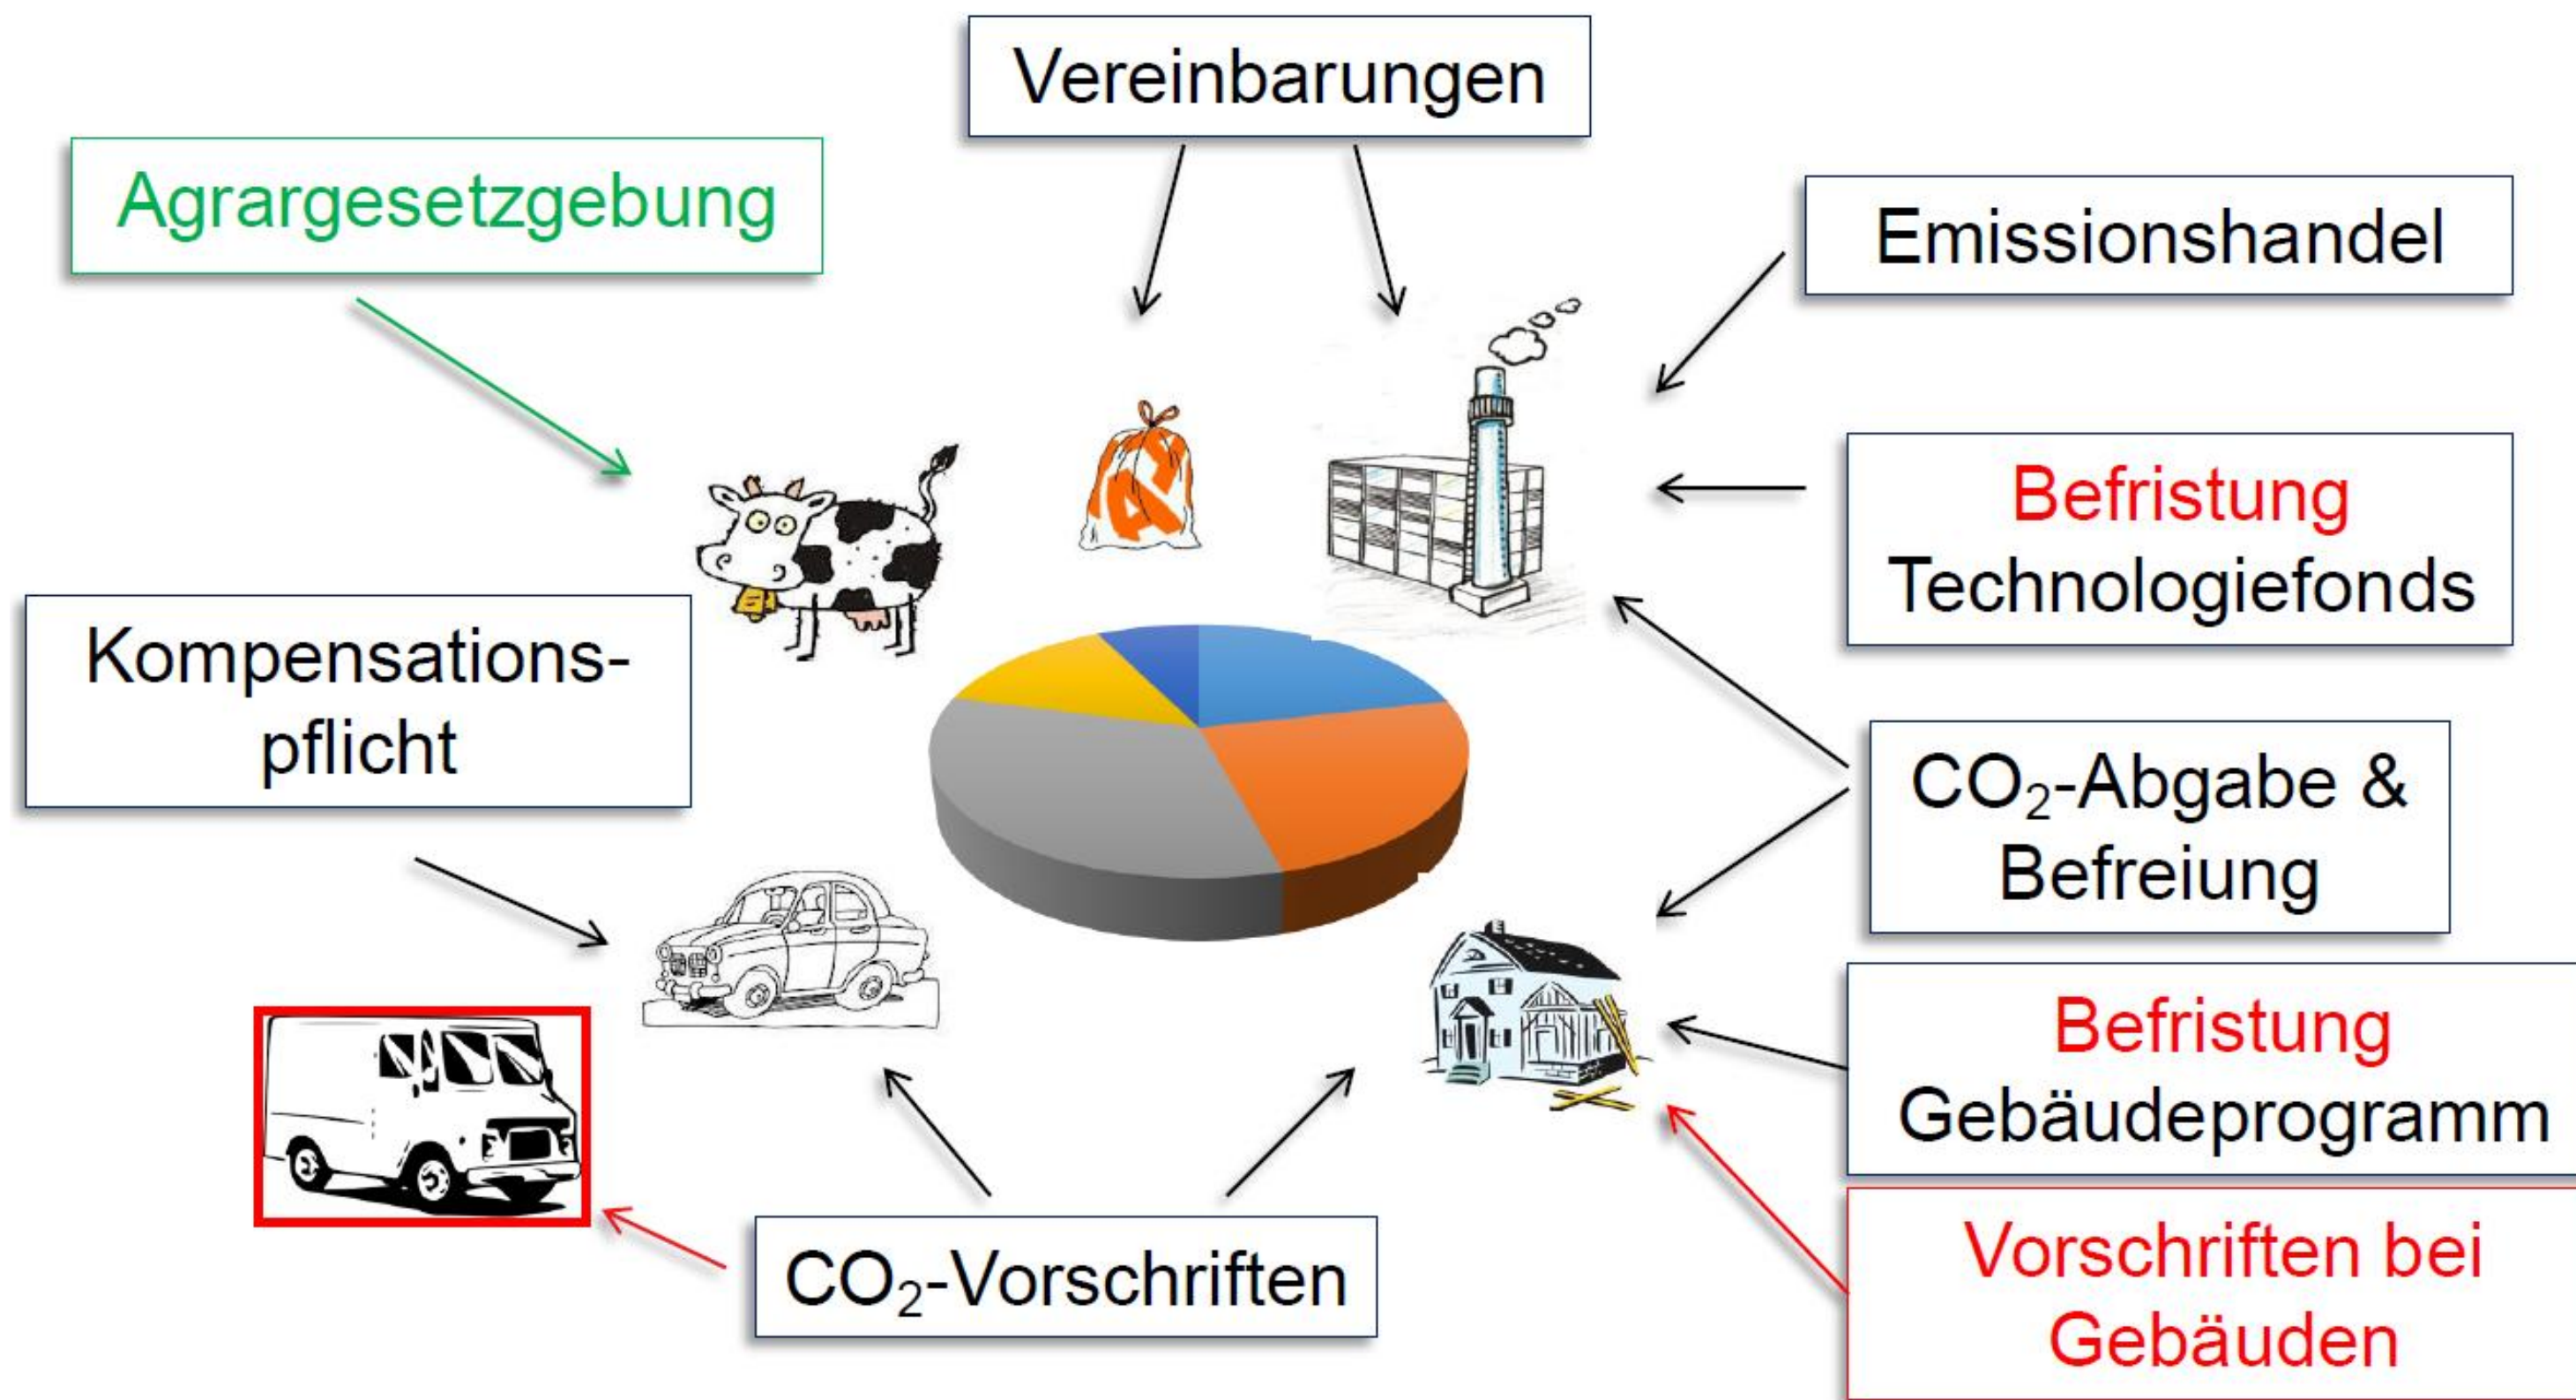 Vereinbarungen
Agrargesetzgebung
Emissionshandel
Befristung
Technologiefonds
Kompensations-
pflicht
CO₂-Abgabe &
Befreiung
Befristung
Gebäudeprogramm
CO₂-Vorschriften
Vorschriften bei
Gebäuden